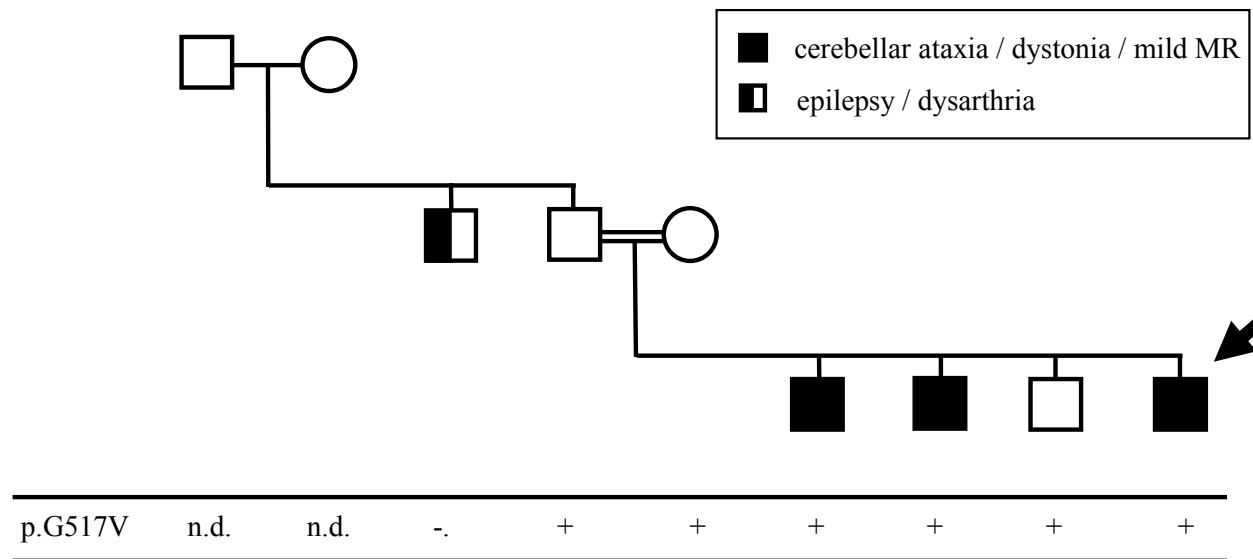 cerebellar ataxia / dystonia / mild MR
epilepsy / dysarthria
p.G517V n.d. n.d. -. + + + + + +